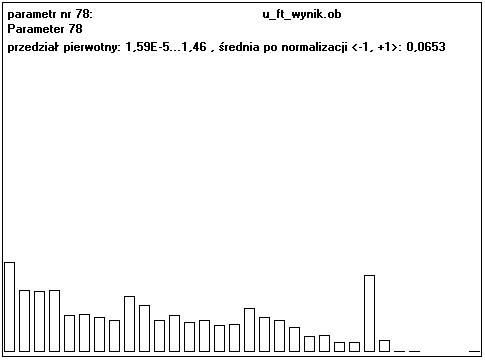 parametr nr 78: u_ft_wynik.ob
Parameter 78
przedział pierwotny: 1,59E-5...1,46 , średnia po normalizacji <-1, +1>: 0,0653